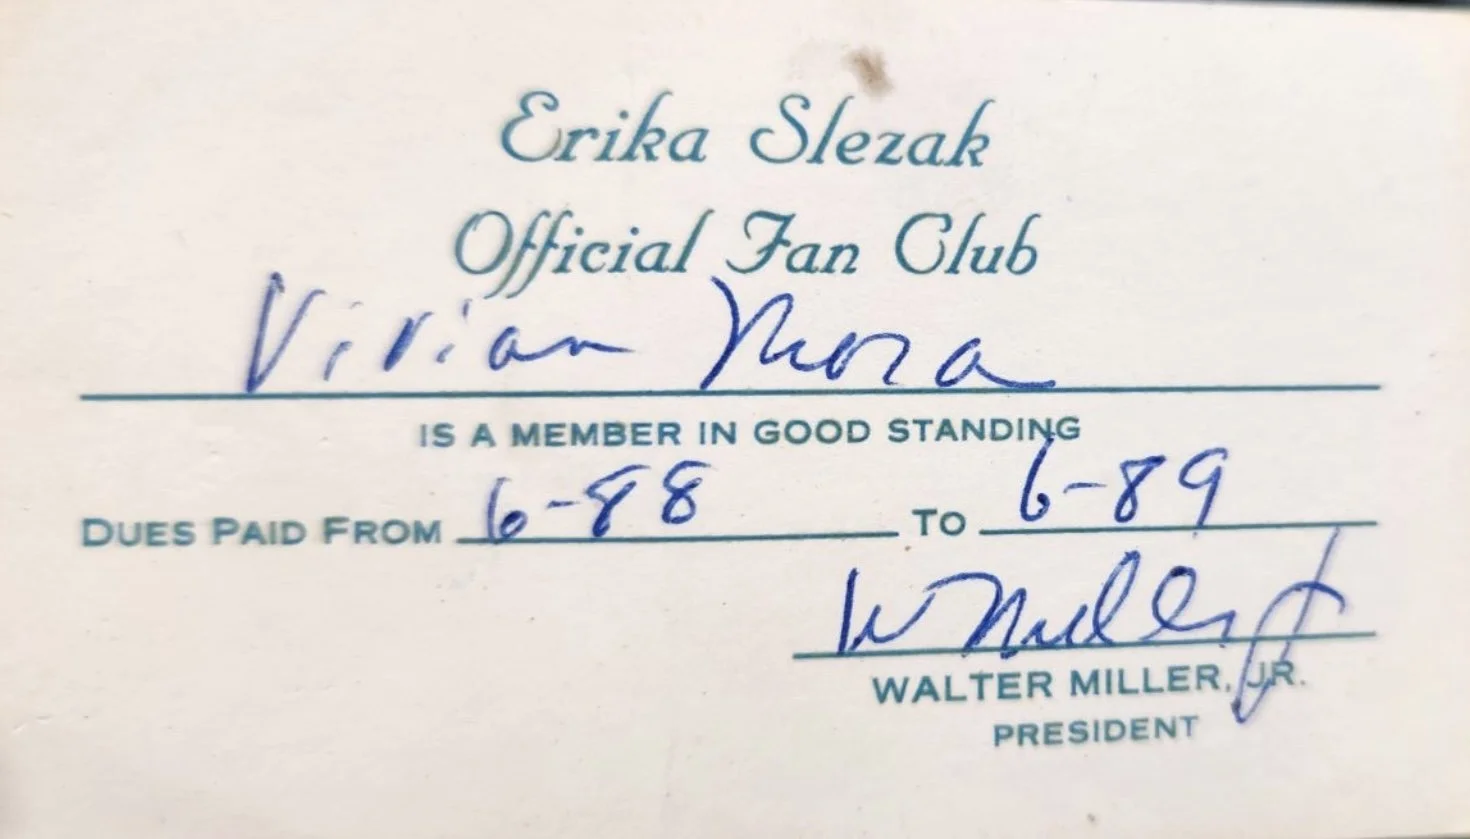 Erika Slezak
Official Fan Club
Vivian Mora
IS A MEMBER IN GOOD STANDING
DUES PAID FROM 6-88 TO 6-89
W Miller Jr
WALTER MILLER, JR.
PRESIDENT